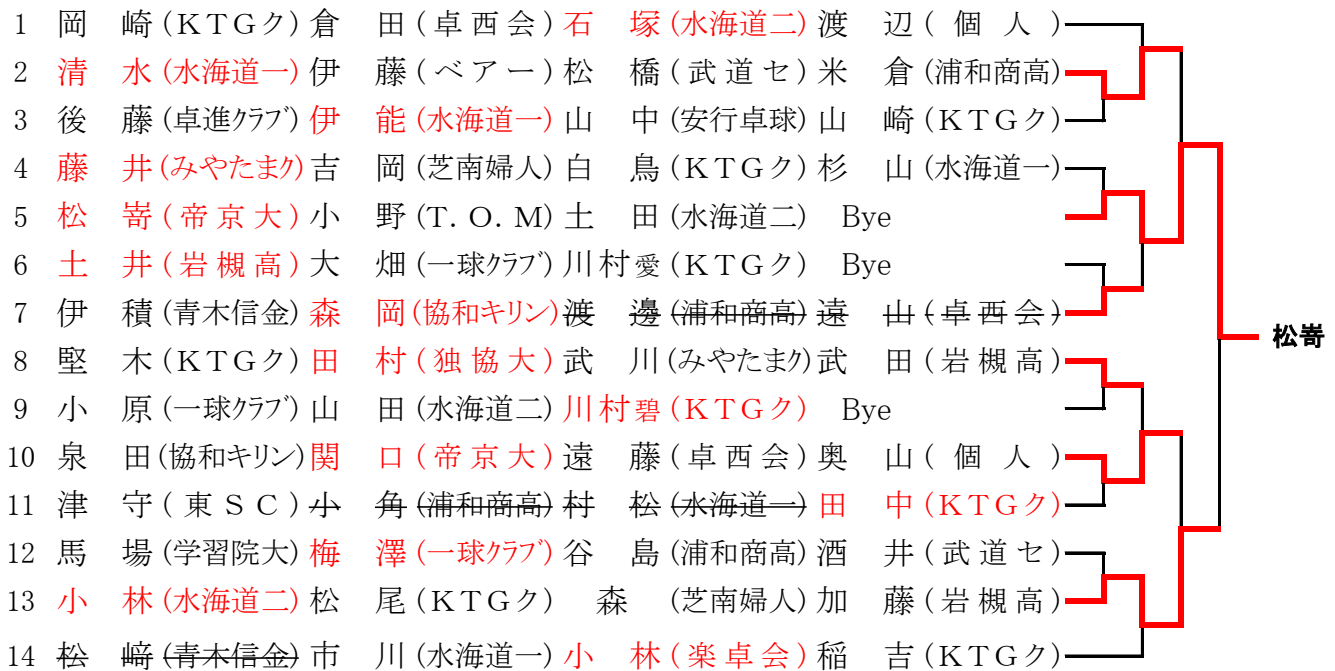 1 岡 崎(KTGク) 倉 田(卓西会) 石 塚(水海道二) 渡 辺(個人)
2 清 水(水海道一) 伊 藤(ベアー) 松 橋(武道セ) 米 倉(浦和商高)
3 後 藤(卓進クラブ) 伊 能(水海道一) 山 中(安行卓球) 山 崎(KTGク)
4 藤 井(みやたまク) 吉 岡(芝南婦人) 白 鳥(KTGク) 杉 山(水海道一)
5 松 嵜(帝京大) 小 野(T.O.M) 土 田(水海道二) Bye
6 土 井(岩槻高) 大 畑(一球クラブ) 川村愛(KTGク) Bye
7 伊 積(青木信金) 森 岡(協和キリン) 渡 邊(浦和商高) 遠 山(卓西会)
松嵜
8 堅 木(KTGク) 田 村(独協大) 武 川(みやたまク) 武 田(岩槻高)
9 小 原(一球クラブ) 山 田(水海道二) 川村碧(KTGク) Bye
10 泉 田(協和キリン) 関 口(帝京大) 遠 藤(卓西会) 奥 山(個人)
11 津 守(東SC) 小 角(浦和商高) 村 松(水海道一) 田 中(KTGク)
12 馬 場(学習院大) 梅 澤(一球クラブ) 谷 島(浦和商高) 酒 井(武道セ)
13 小 林(水海道二) 松 尾(KTGク) 森 (芝南婦人) 加 藤(岩槻高)
14 松 﨑(青木信金) 市 川(水海道一) 小 林(楽卓会) 稲 吉(KTGク)